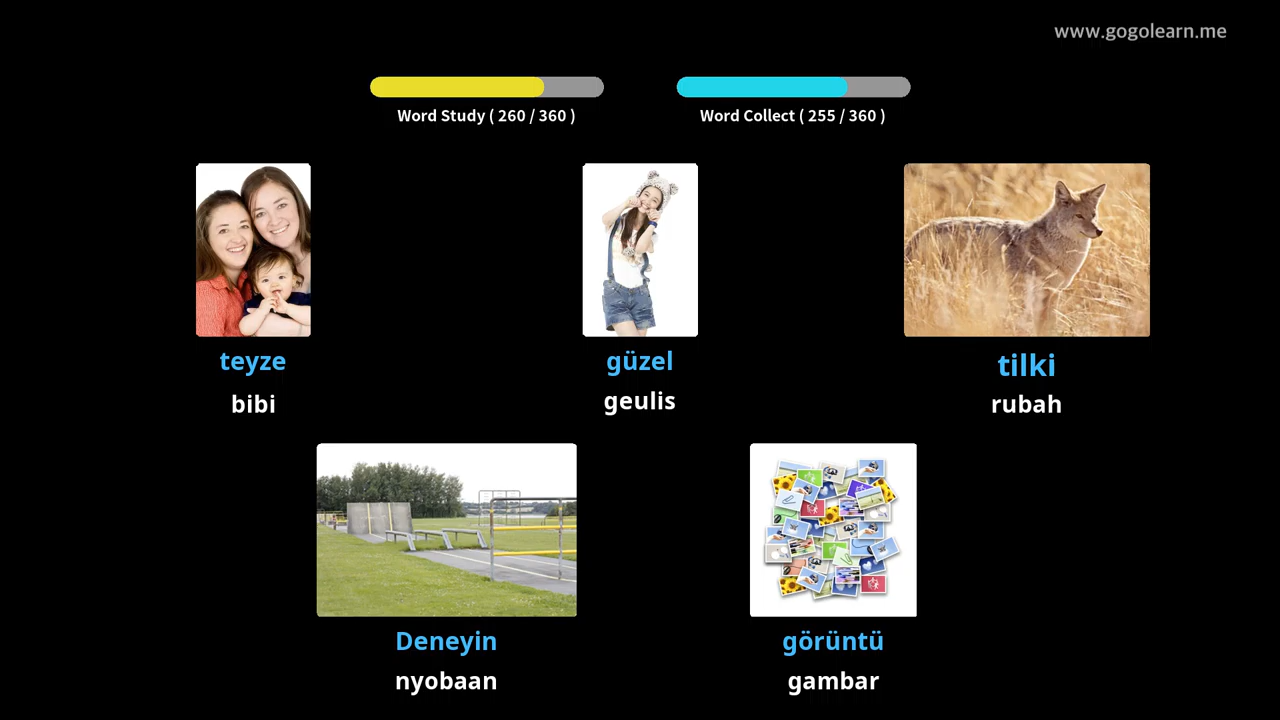 www.gogolearn.me
Word Study ( 260 / 360 )
Word Collect ( 255 / 360 )
teyze
bibi
güzel
geulis
tilki
rubah
Deneyin
nyobaan
görüntü
gambar